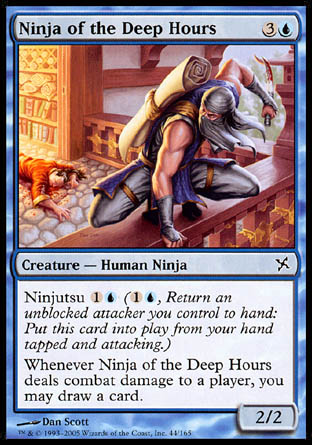 Ninja of the Deep Hours 3
Creature — Human Ninja
Ninjutsu 1 (1 , Return an
unblocked attacker you control to hand:
Put this card into play from your hand
tapped and attacking.)
Whenever Ninja of the Deep Hours
deals combat damage to a player, you
may draw a card.
Dan Scott
™ & © 1993–2005 Wizards of the Coast, Inc. 44/165
2/2